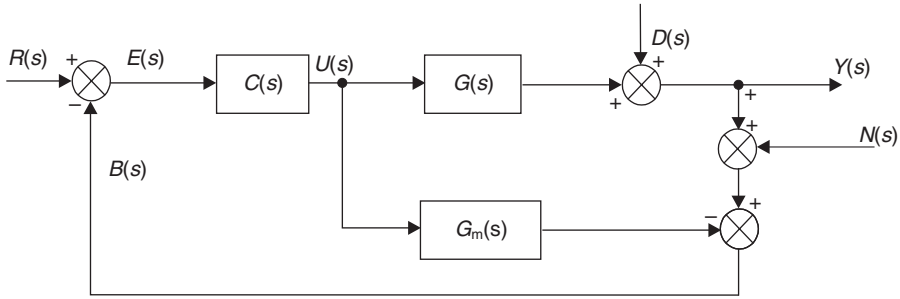 D(s)
R(s)
+
E(s)
C(s)
U(s)
G(s)
+
+
Y(s)
−
+
+
N(s)
B(s)
Gm(s)
−
+